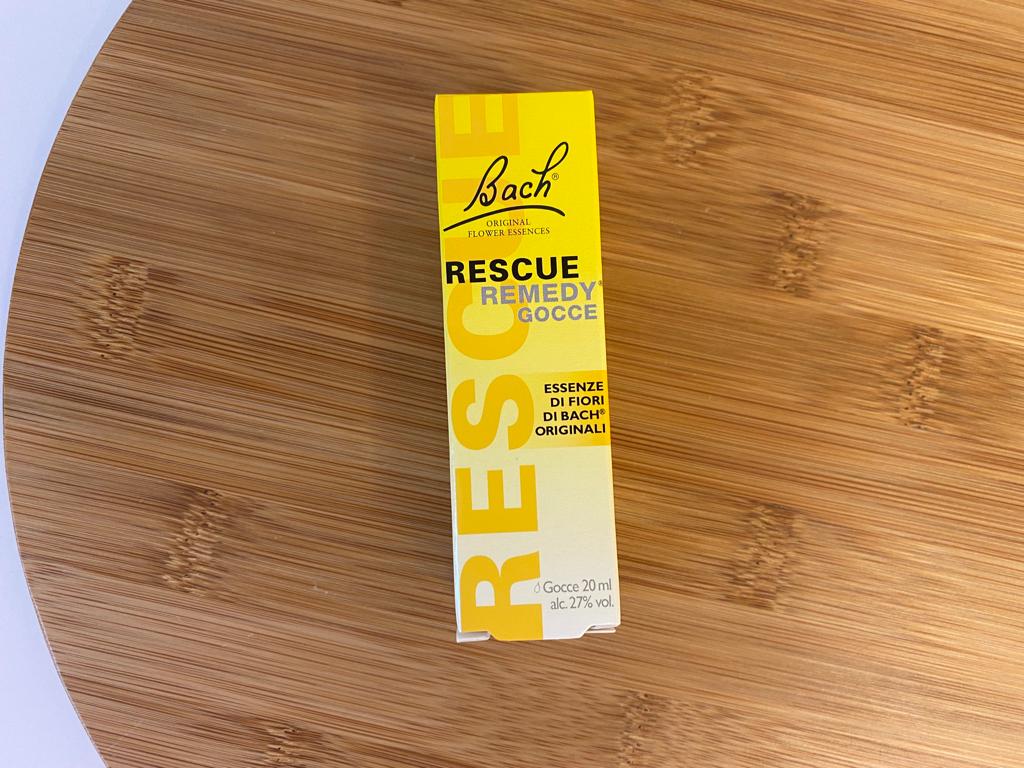 Bach®
ORIGINAL
FLOWER ESSENCES
RESCUE
REMEDY®
GOCCE
ESSENZE
DI FIORI
DI BACH®
ORIGINALI
Gocce 20 ml
alc. 27% vol.
RESCUE